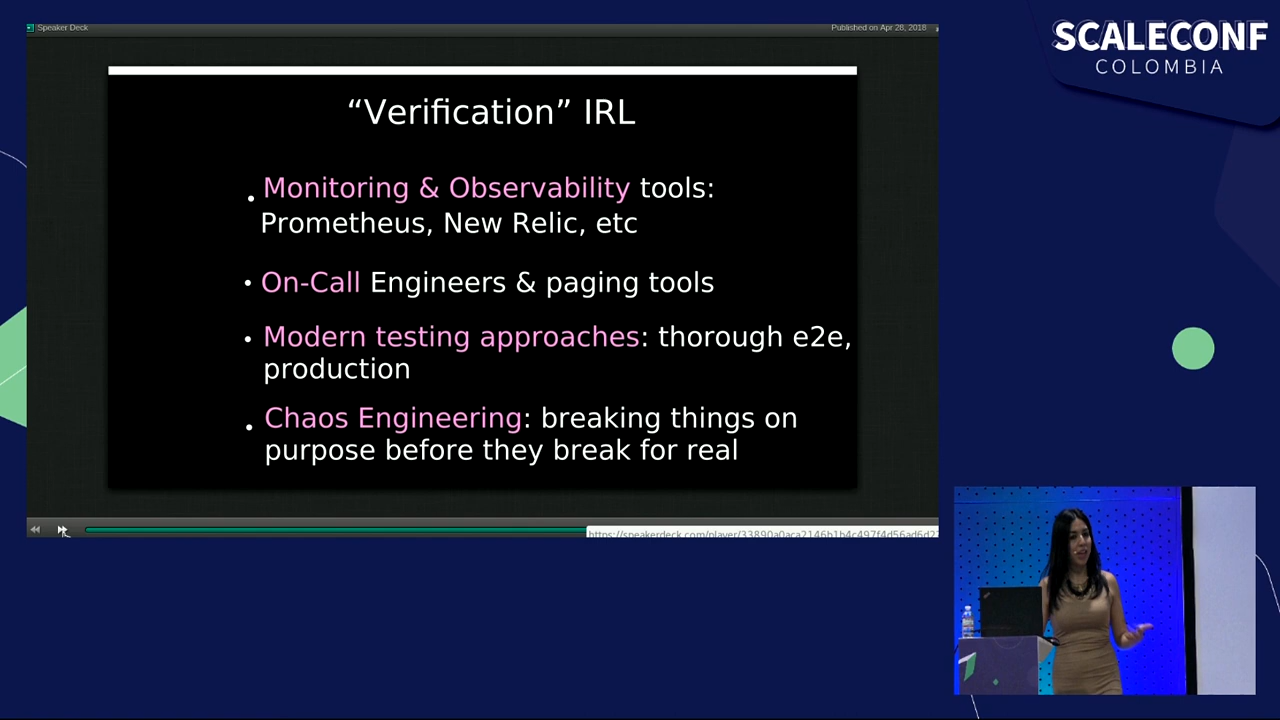 Speaker Deck
Published on Apr 28, 2018
SCALECONF
COLOMBIA
“Verification” IRL
• Monitoring & Observability tools:
Prometheus, New Relic, etc
• On-Call Engineers & paging tools
• Modern testing approaches: thorough e2e,
production
• Chaos Engineering: breaking things on
purpose before they break for real